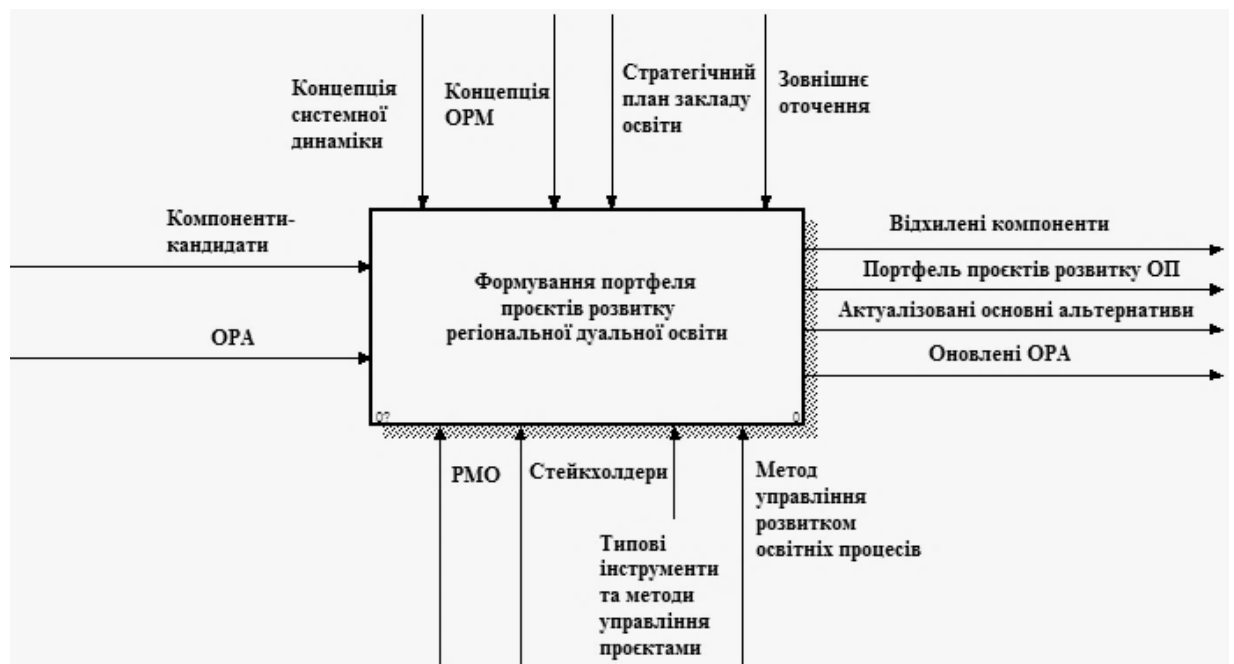 Концепція
системної
динаміки
Концепція
ОРМ
Стратегічний
план закладу
освіти
Зовнішнє
оточення
Компоненти-
кандидати
ОРА
Формування портфеля
проєктів розвитку
регіональної дуальної освіти
0?
0
Відхилені компоненти
Портфель проєктів розвитку ОП
Актуалізовані основні альтернативи
Оновлені ОРА
РМО
Стейкхолдери
Типові
інструменти
та методи
управління
проєктами
Метод
управління
розвитком
освітніх процесів